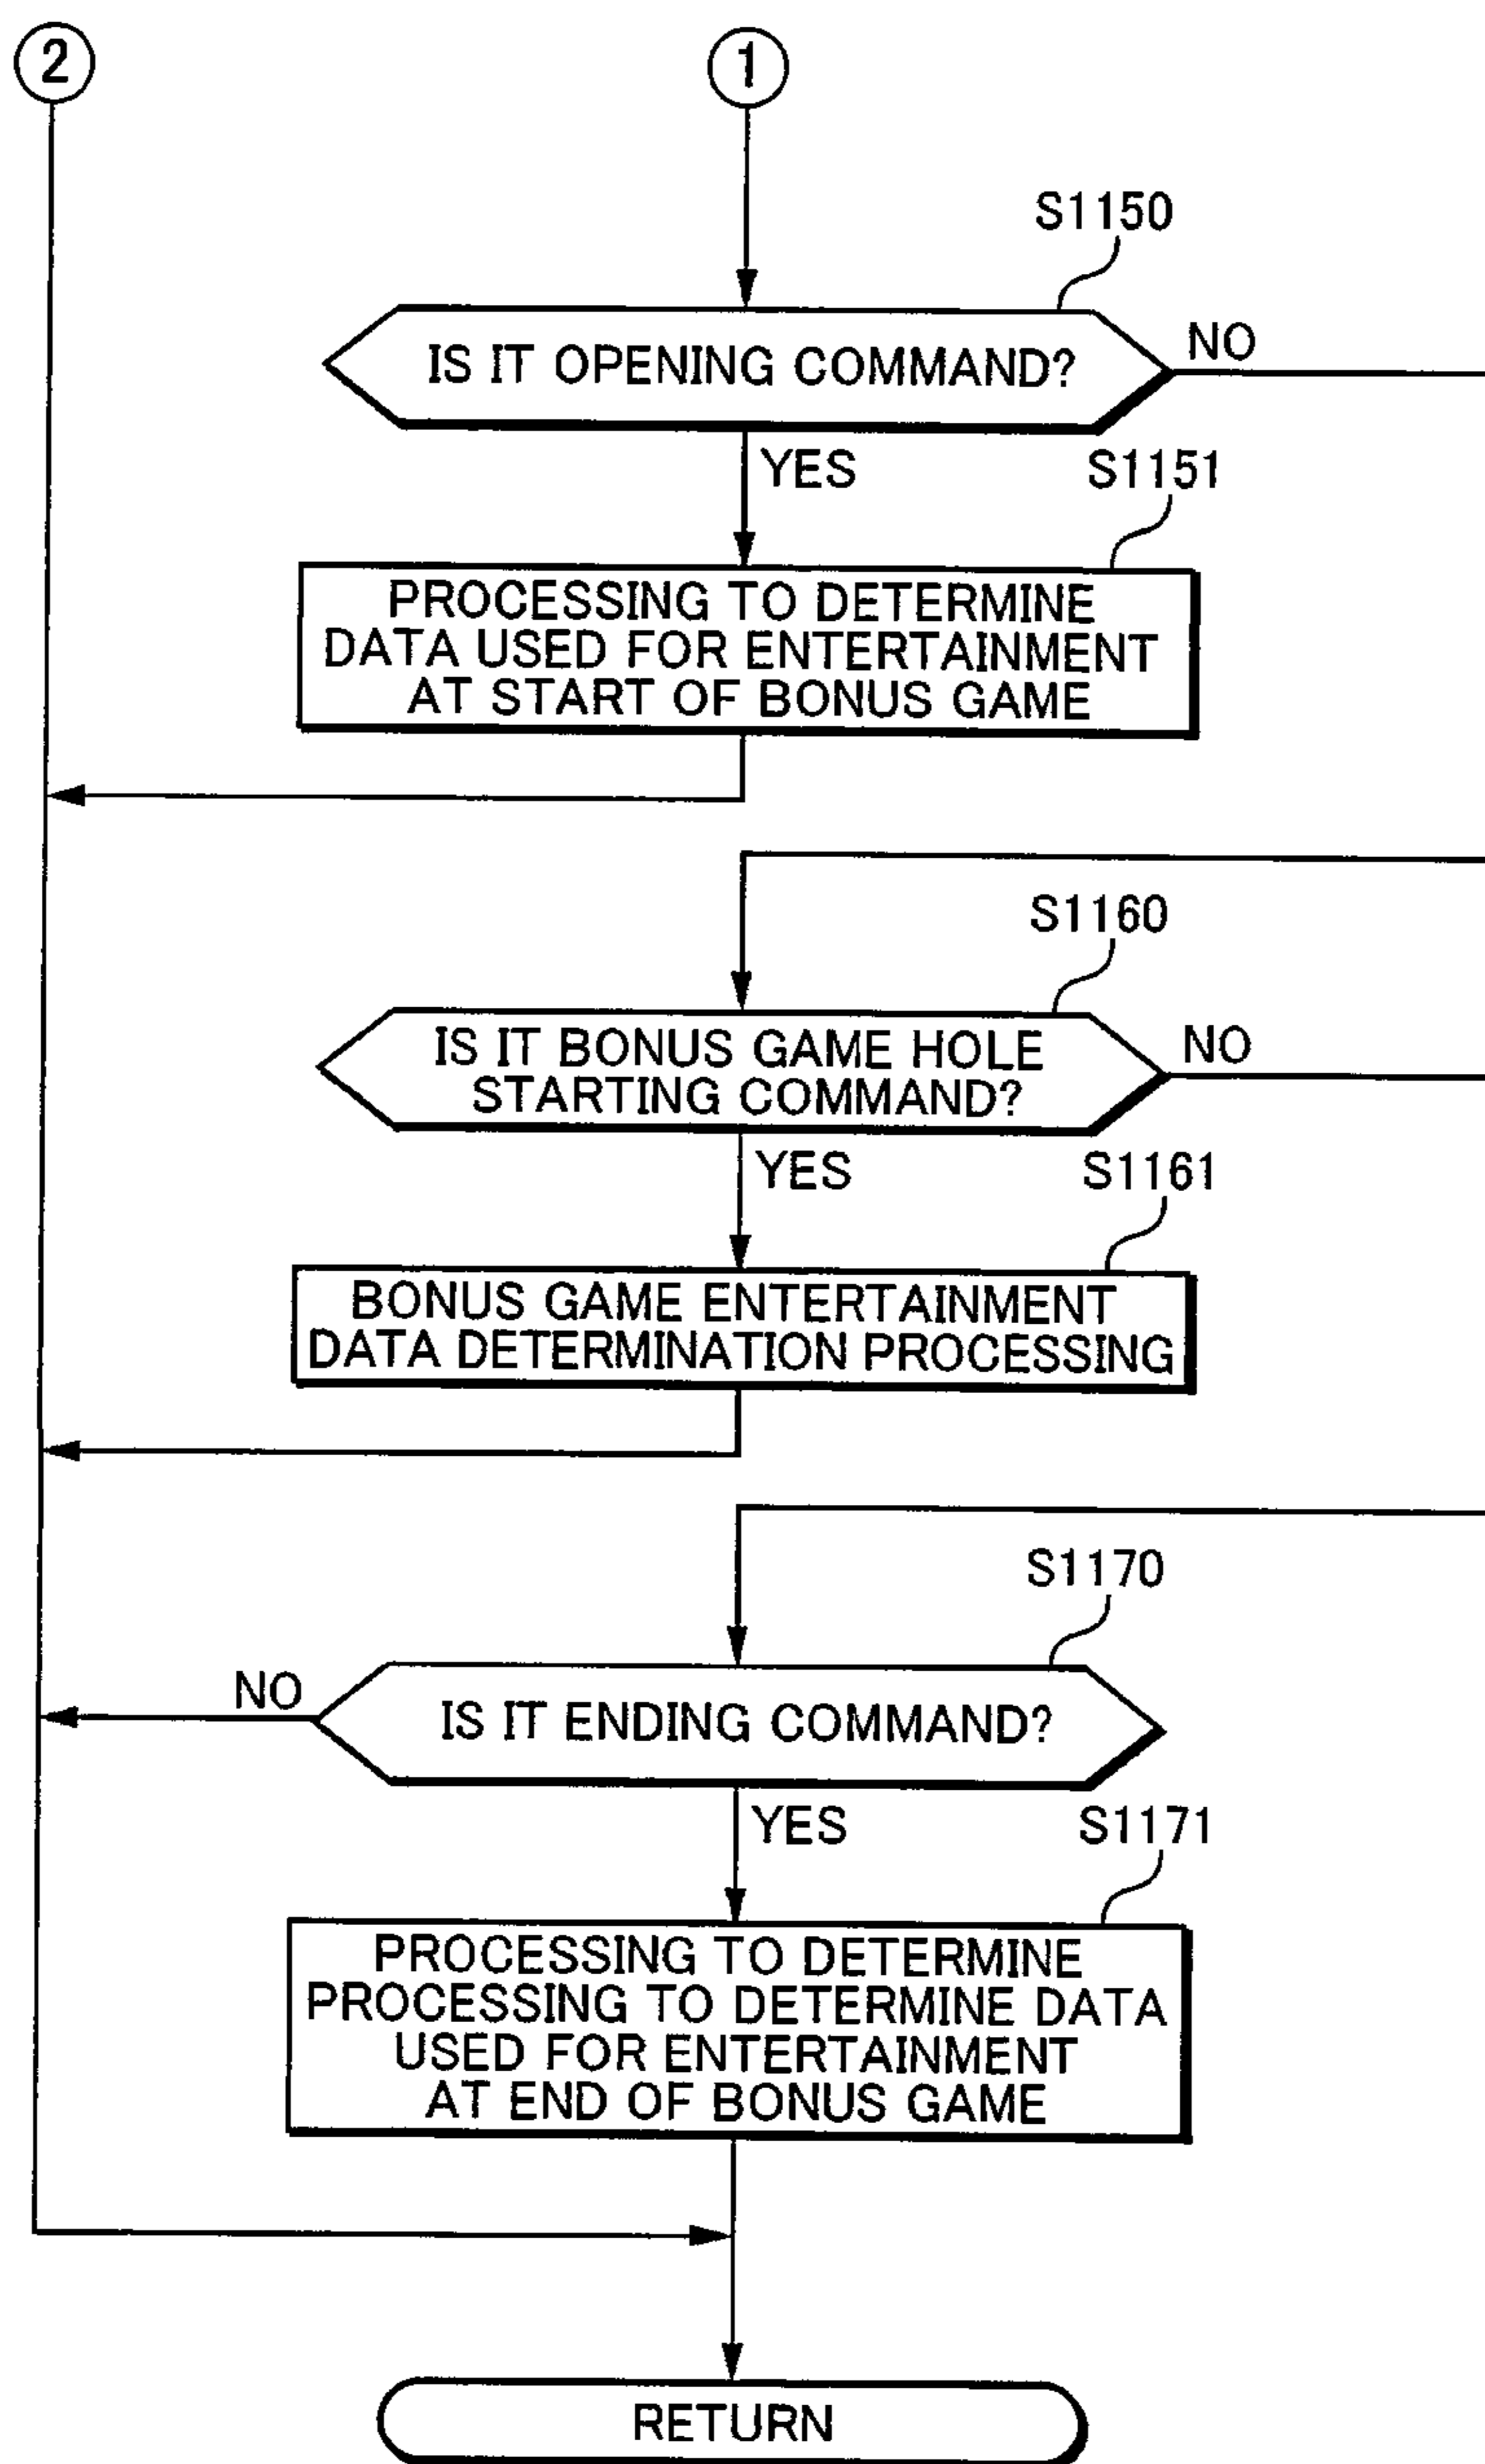 2
1
S1150
IS IT OPENING COMMAND?
NO
YES
S1151
PROCESSING TO DETERMINE
DATA USED FOR ENTERTAINMENT
AT START OF BONUS GAME
S1160
IS IT BONUS GAME HOLE
STARTING COMMAND?
NO
YES
S1161
BONUS GAME ENTERTAINMENT
DATA DETERMINATION PROCESSING
S1170
NO
IS IT ENDING COMMAND?
YES
S1171
PROCESSING TO DETERMINE
PROCESSING TO DETERMINE DATA
USED FOR ENTERTAINMENT
AT END OF BONUS GAME
RETURN